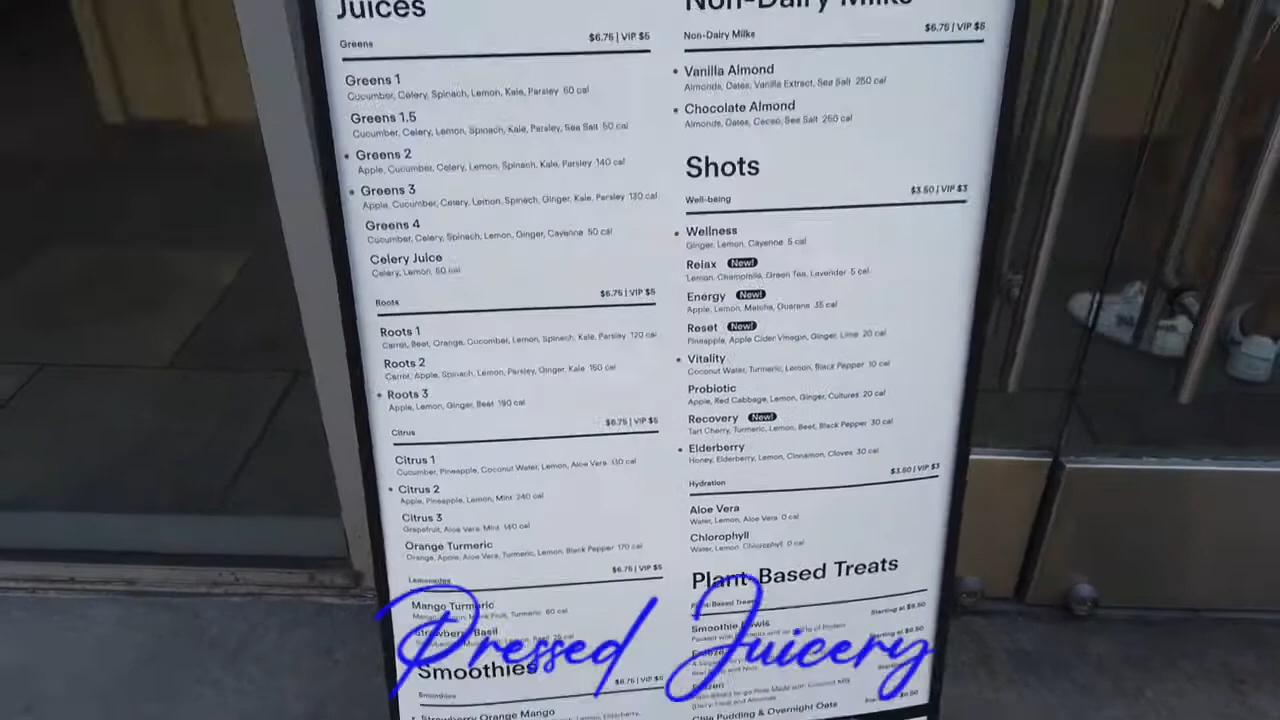 Juices
Greens $6.75 | VIP $5
Greens 1
Cucumber, Celery, Spinach, Lemon, Kale, Parsley 60 cal
Greens 1.5
Cucumber, Celery, Lemon, Spinach, Kale, Parsley, Sea Salt 50 cal
Greens 2
Apple, Cucumber, Celery, Lemon, Spinach, Kale, Parsley 140 cal
Greens 3
Apple, Cucumber, Celery, Lemon, Spinach, Ginger, Kale, Parsley 130 cal
Greens 4
Cucumber, Celery, Spinach, Lemon, Ginger, Cayenne 50 cal
Celery Juice
Celery, Lemon 60 cal
Roots $6.75 | VIP $5
Roots 1
Carrot, Beet, Orange, Cucumber, Lemon, Spinach, Kale, Parsley 120 cal
Roots 2
Carrot, Apple, Spinach, Lemon, Parsley, Ginger, Kale 160 cal
Roots 3
Apple, Lemon, Ginger, Beet 190 cal
Citrus $6.75 | VIP $5
Citrus 1
Cucumber, Pineapple, Coconut Water, Lemon, Aloe Vera 130 cal
Citrus 2
Apple, Pineapple, Lemon, Mint 240 cal
Citrus 3
Grapefruit, Aloe Vera, Mint 140 cal
Orange Turmeric
Orange, Apple, Aloe Vera, Turmeric, Lemon, Black Pepper 170 cal
Lemonades $6.75 | VIP $5
Mango Turmeric
Fruit, Turmeric 60 cal
Strawberry Basil
Smoothies
Smoothies $6.75 | VIP $5
Strawberry Orange Mango
Non-Dairy Milks
Non-Dairy Milks $6.75 | VIP $5
Vanilla Almond
Almonds, Dates, Vanilla Extract, Sea Salt 250 cal
Chocolate Almond
Almonds, Dates, Cacao, Sea Salt 250 cal
Shots
Well-being $3.50 | VIP $3
Wellness
Ginger, Lemon, Cayenne 5 cal
Relax New!
Lemon, Chamomile, Green Tea, Lavender 5 cal
Energy New!
Apple, Lemon, Matcha, Guarana 35 cal
Reset New!
Pineapple, Apple Cider Vinegar, Ginger, Lime 20 cal
Vitality
Coconut Water, Turmeric, Lemon, Black Pepper 10 cal
Probiotic
Apple, Red Cabbage, Lemon, Ginger, Cultures 20 cal
Recovery New!
Tart Cherry, Turmeric, Lemon, Beet, Black Pepper 30 cal
Elderberry
Honey, Elderberry, Lemon, Cinnamon, Cloves 30 cal
Hydration $3.50 | VIP $3
Aloe Vera
Water, Lemon, Aloe Vera 0 cal
Chlorophyll
Water, Lemon, Chlorophyll 0 cal
Plant-Based Treats
Plant-Based Treats Starting at $9.50
Smoothie Bowls
Chia Pudding & Overnight Oats
Pressed Juicery